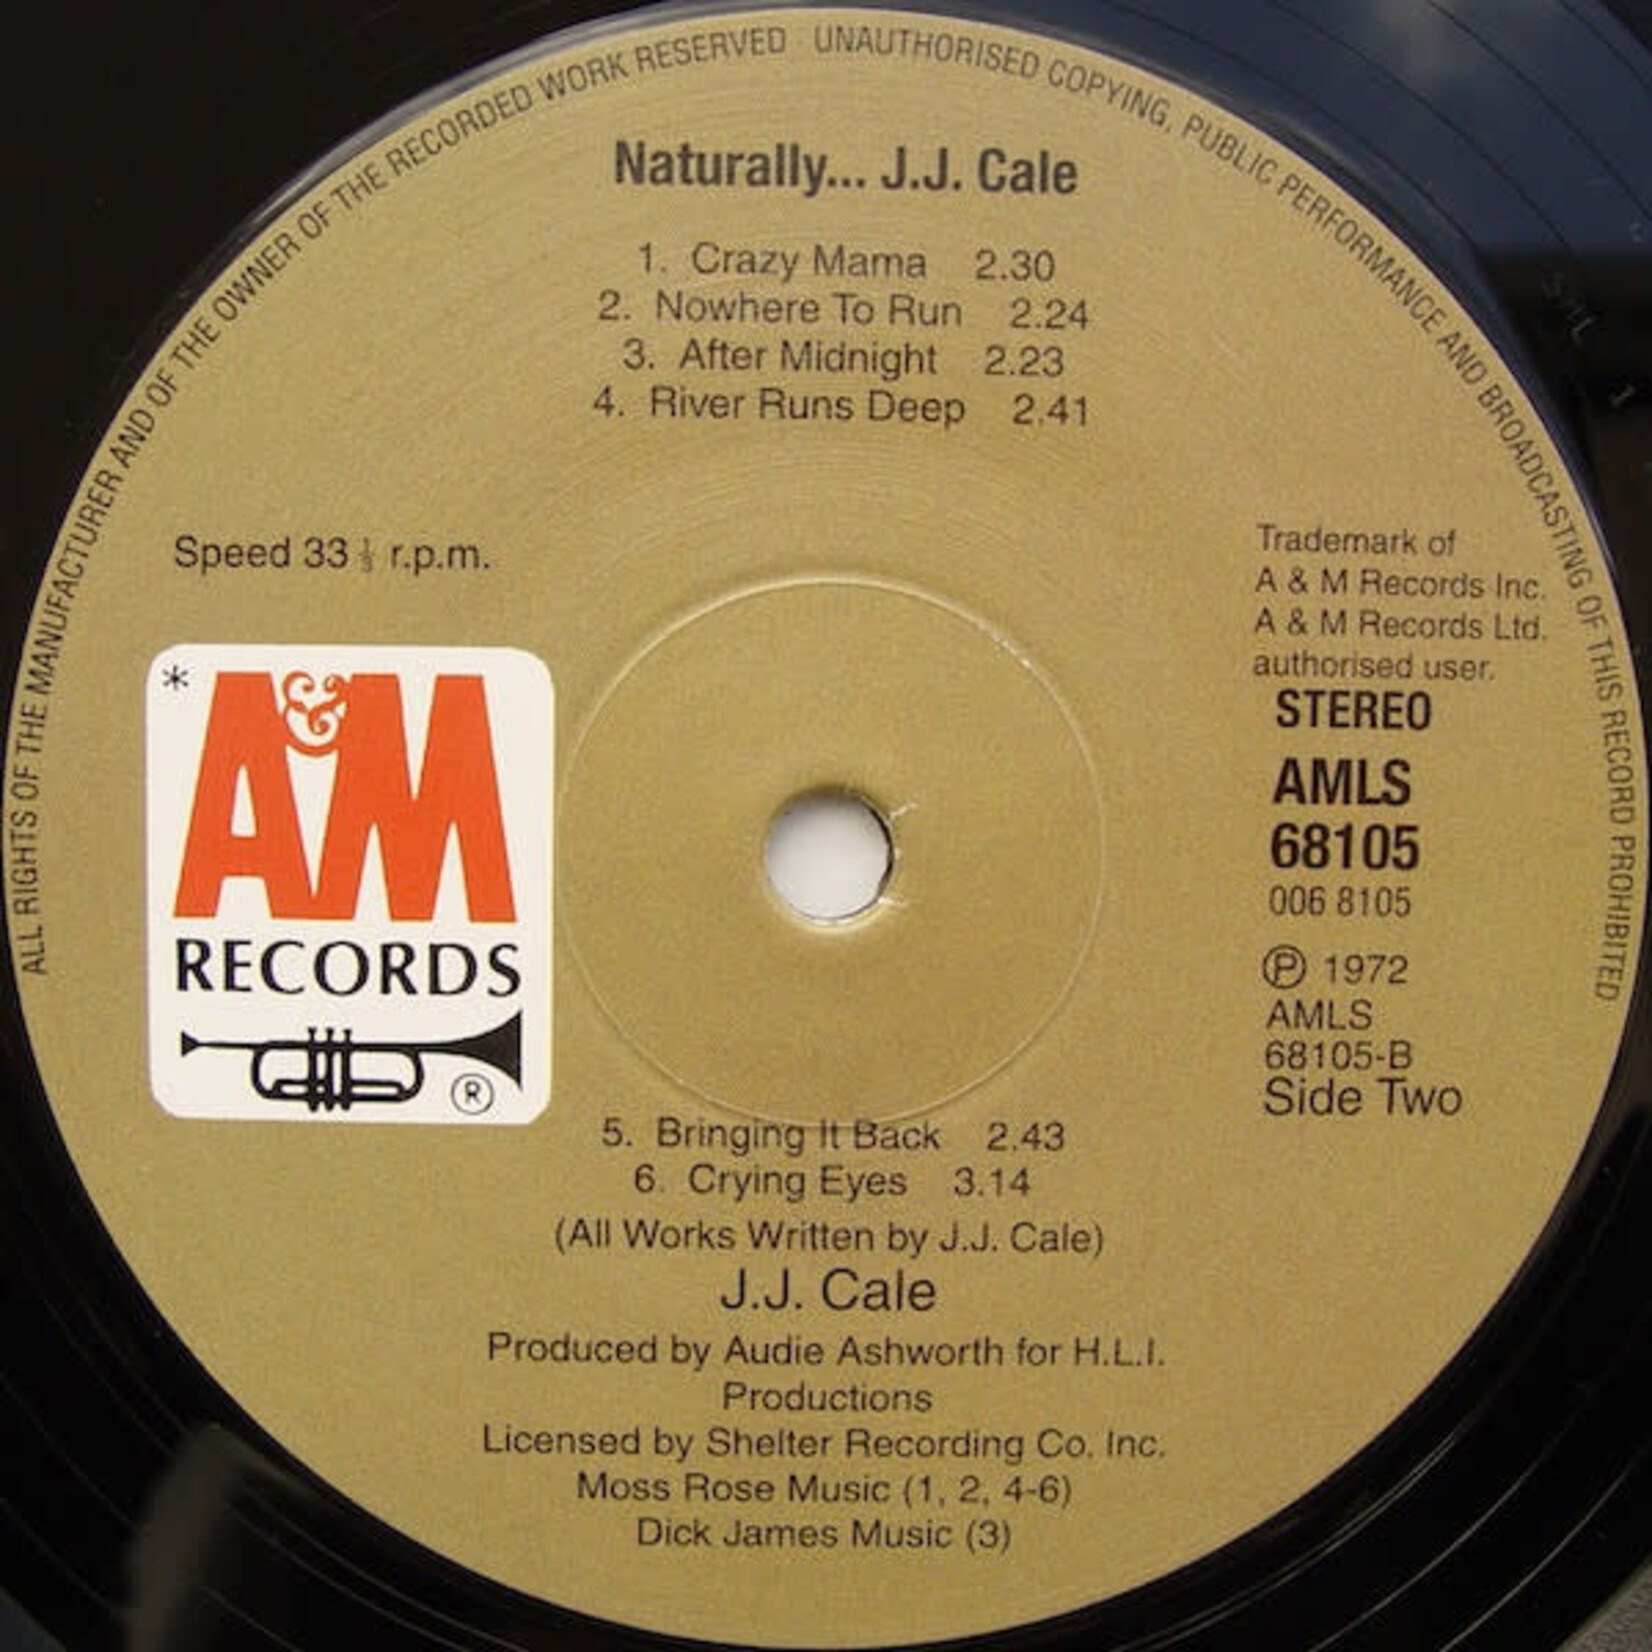 ALL RIGHTS OF THE MANUFACTURER AND OF THE OWNER OF THE RECORDED WORK RESERVED · UNAUTHORISED COPYING, PUBLIC PERFORMANCE AND BROADCASTING OF THIS RECORD PROHIBITED
Naturally... J.J. Cale
1. Crazy Mama 2.30
2. Nowhere To Run 2.24
3. After Midnight 2.23
4. River Runs Deep 2.41
Speed 33 ⅓ r.p.m.
* A&M
RECORDS
®
Trademark of
A & M Records Inc.
A & M Records Ltd.
authorised user.
STEREO
AMLS
68105
006 8105
℗ 1972
AMLS
68105-B
Side Two
5. Bringing It Back 2.43
6. Crying Eyes 3.14
(All Works Written by J.J. Cale)
J.J. Cale
Produced by Audie Ashworth for H.L.I.
Productions
Licensed by Shelter Recording Co. Inc.
Moss Rose Music (1, 2, 4-6)
Dick James Music (3)